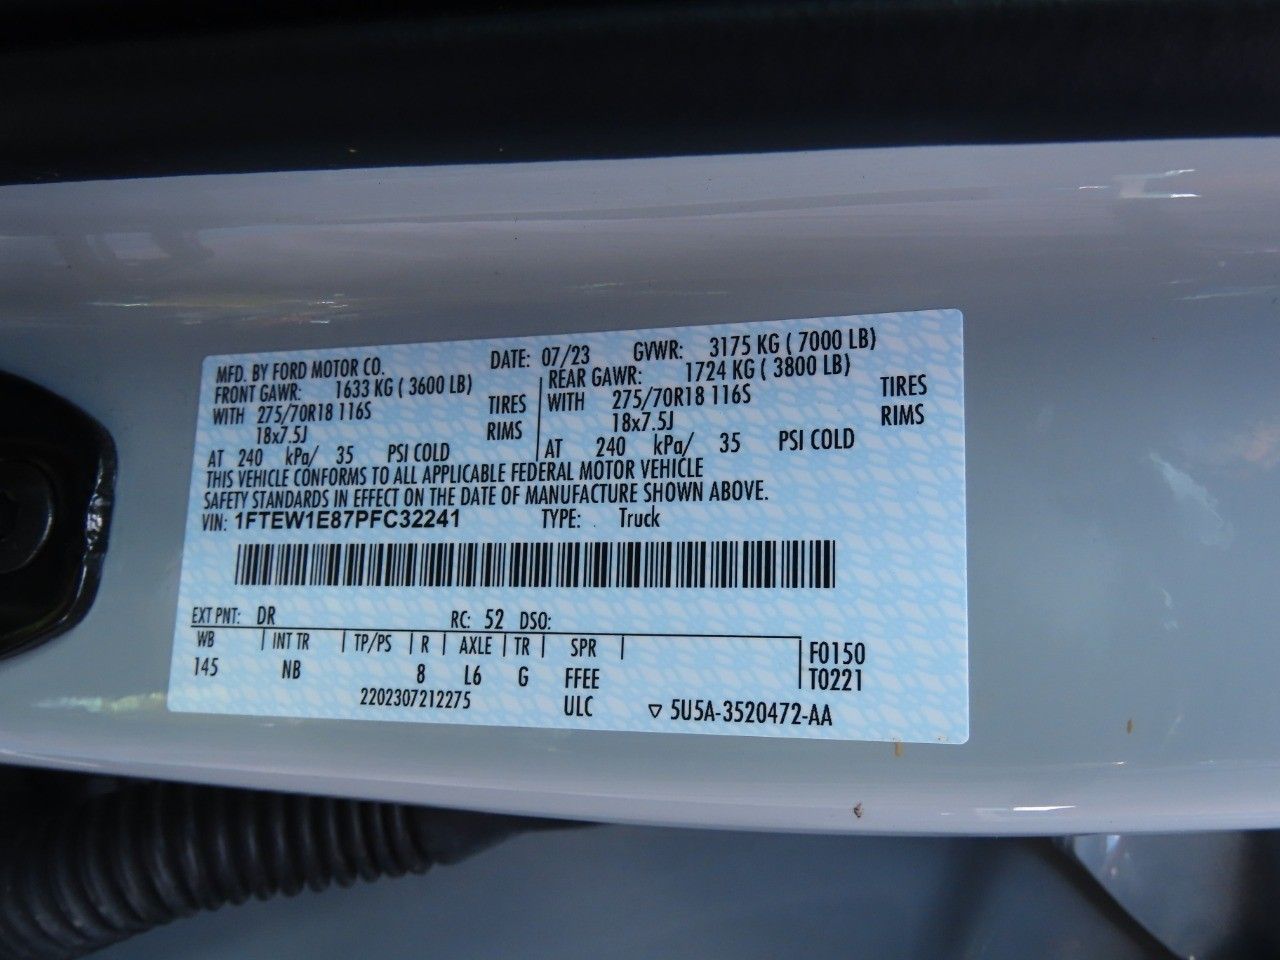 MFD. BY FORD MOTOR CO. DATE: 07/23 GVWR: 3175 KG ( 7000 LB)
FRONT GAWR: 1633 KG ( 3600 LB) REAR GAWR: 1724 KG ( 3800 LB)
WITH 275/70R18 116S TIRES WITH 275/70R18 116S TIRES
18x7.5J RIMS 18x7.5J RIMS
AT 240 kPa/ 35 PSI COLD AT 240 kPa/ 35 PSI COLD
THIS VEHICLE CONFORMS TO ALL APPLICABLE FEDERAL MOTOR VEHICLE
SAFETY STANDARDS IN EFFECT ON THE DATE OF MANUFACTURE SHOWN ABOVE.
VIN: 1FTEW1E87PFC32241 TYPE: Truck
EXT PNT: DR RC: 52 DSO:
WB INT TR TP/PS R AXLE TR SPR F0150
145 NB 8 L6 G FFEE T0221
2202307212275 ULC ▽ 5U5A-3520472-AA